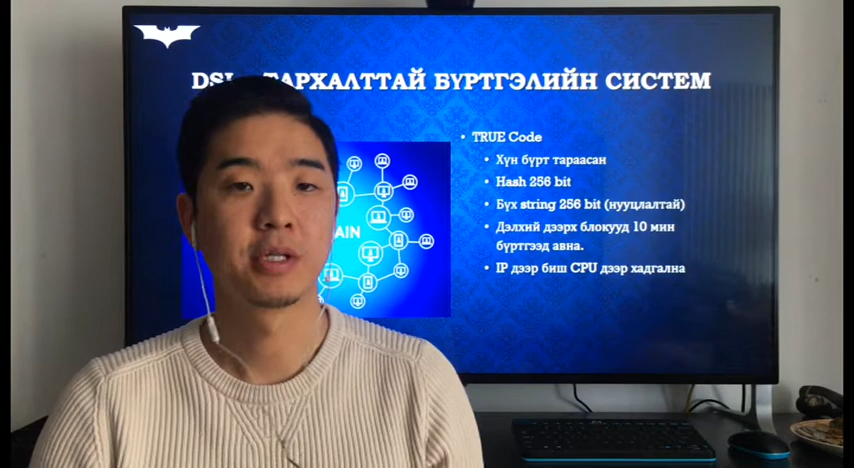 DSL – ТАРХАЛТТАЙ БҮРТГЭЛИЙН СИСТЕМ
• TRUE Code
• Хүн бүрт тараасан
• Hash 256 bit
• Бүх string 256 bit (нууцлалтай)
• Дэлхий дээрх блокууд 10 мин
бүртгээд авна.
• IP дээр биш CPU дээр хадгална
AIN